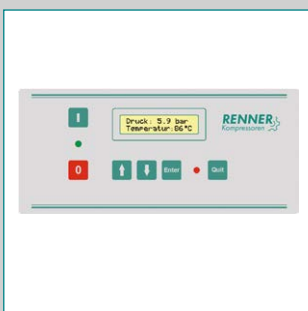 I
Druck: 5.9 bar
Temperatur:86°C
RENNER
Kompressoren
0
Enter
Quit